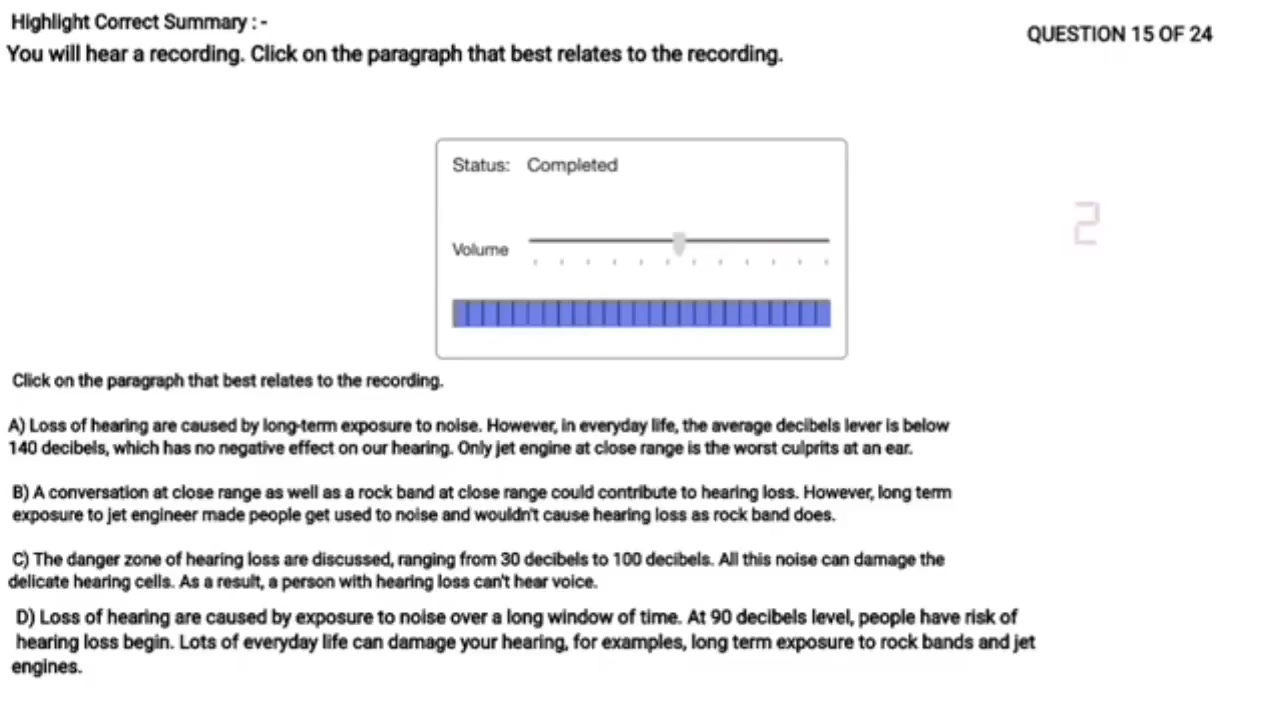 Highlight Correct Summary : -
QUESTION 15 OF 24
You will hear a recording. Click on the paragraph that best relates to the recording.
Status: Completed
2
Volume
Click on the paragraph that best relates to the recording.
A) Loss of hearing are caused by long-term exposure to noise. However, in everyday life, the average decibels lever is below
140 decibels, which has no negative effect on our hearing. Only jet engine at close range is the worst culprits at an ear.
B) A conversation at close range as well as a rock band at close range could contribute to hearing loss. However, long term
exposure to jet engineer made people get used to noise and wouldn't cause hearing loss as rock band does.
C) The danger zone of hearing loss are discussed, ranging from 30 decibels to 100 decibels. All this noise can damage the
delicate hearing cells. As a result, a person with hearing loss can't hear voice.
D) Loss of hearing are caused by exposure to noise over a long window of time. At 90 decibels level, people have risk of
hearing loss begin. Lots of everyday life can damage your hearing, for examples, long term exposure to rock bands and jet
engines.